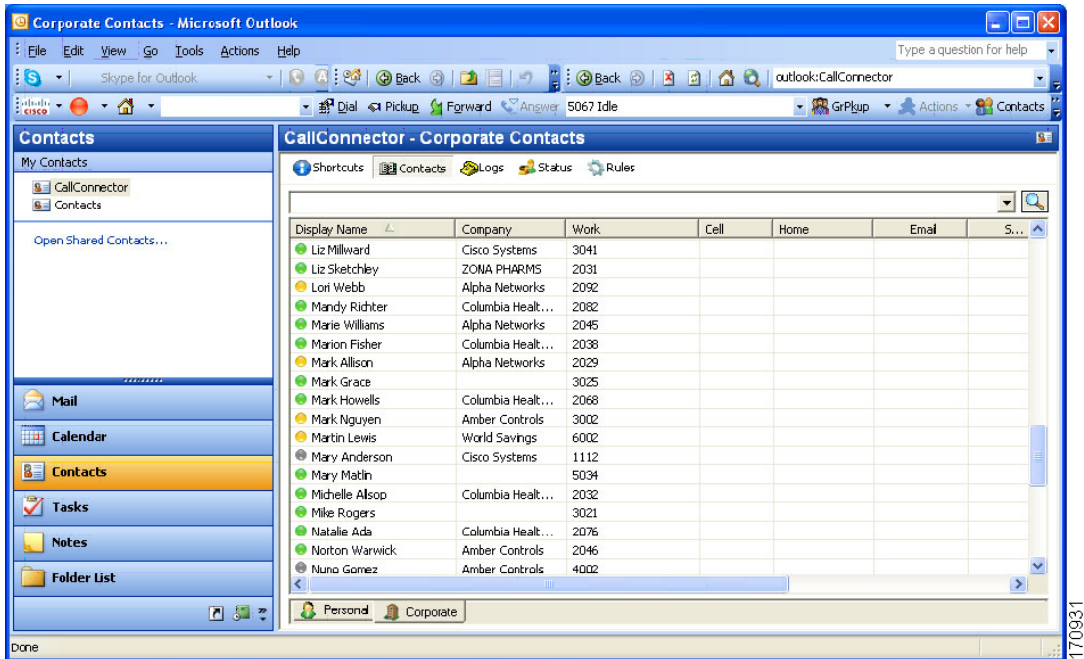 Corporate Contacts - Microsoft Outlook
File Edit View Go Tools Actions Help Type a question for help
Skype for Outlook Back Back outlook:CallConnector
cisco Dial Pickup Forward Answer 5067 Idle GrPkup Actions Contacts
Contacts
My Contacts
CallConnector
Contacts
Open Shared Contacts...
Mail
Calendar
Contacts
Tasks
Notes
Folder List
CallConnector - Corporate Contacts
Shortcuts Contacts Logs Status Rules
Display Name Company Work Cell Home Email S...
Liz Millward Cisco Systems 3041
Liz Sketchley ZONA PHARMS 2031
Lori Webb Alpha Networks 2092
Mandy Richter Columbia Healt... 2082
Marie Williams Alpha Networks 2045
Marion Fisher Columbia Healt... 2038
Mark Allison Alpha Networks 2029
Mark Grace 3025
Mark Howells Columbia Healt... 2068
Mark Nguyen Amber Controls 3002
Martin Lewis World Savings 6002
Mary Anderson Cisco Systems 1112
Mary Matlin 5034
Michelle Alsop Columbia Healt... 2032
Mike Rogers 3021
Natalie Ada Columbia Healt... 2076
Norton Warwick Amber Controls 2046
Nuno Gomez Amber Controls 4002
Personal Corporate
Done
170931